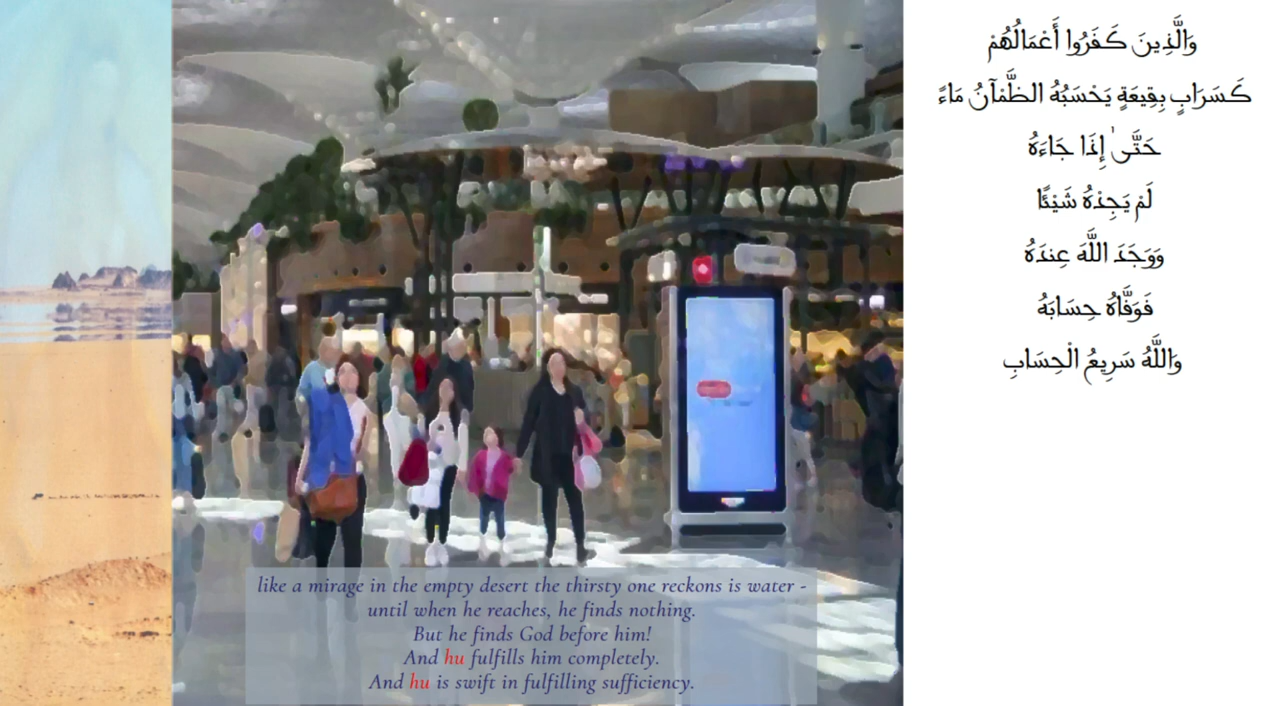 وَالَّذِينَ كَفَرُوا أَعْمَالُهُمْ
كَسَرَابٍ بِقِيعَةٍ يَحْسَبُهُ الظَّمْآنُ مَاءً
حَتَّىٰ إِذَا جَاءَهُ
لَمْ يَجِدْهُ شَيْئًا
وَوَجَدَ اللَّهَ عِندَهُ
فَوَفَّاهُ حِسَابَهُ
وَاللَّهُ سَرِيعُ الْحِسَابِ
like a mirage in the empty desert the thirsty one reckons is water -
until when he reaches, he finds nothing.
But he finds God before him!
And hu fulfills him completely.
And hu is swift in fulfilling sufficiency.